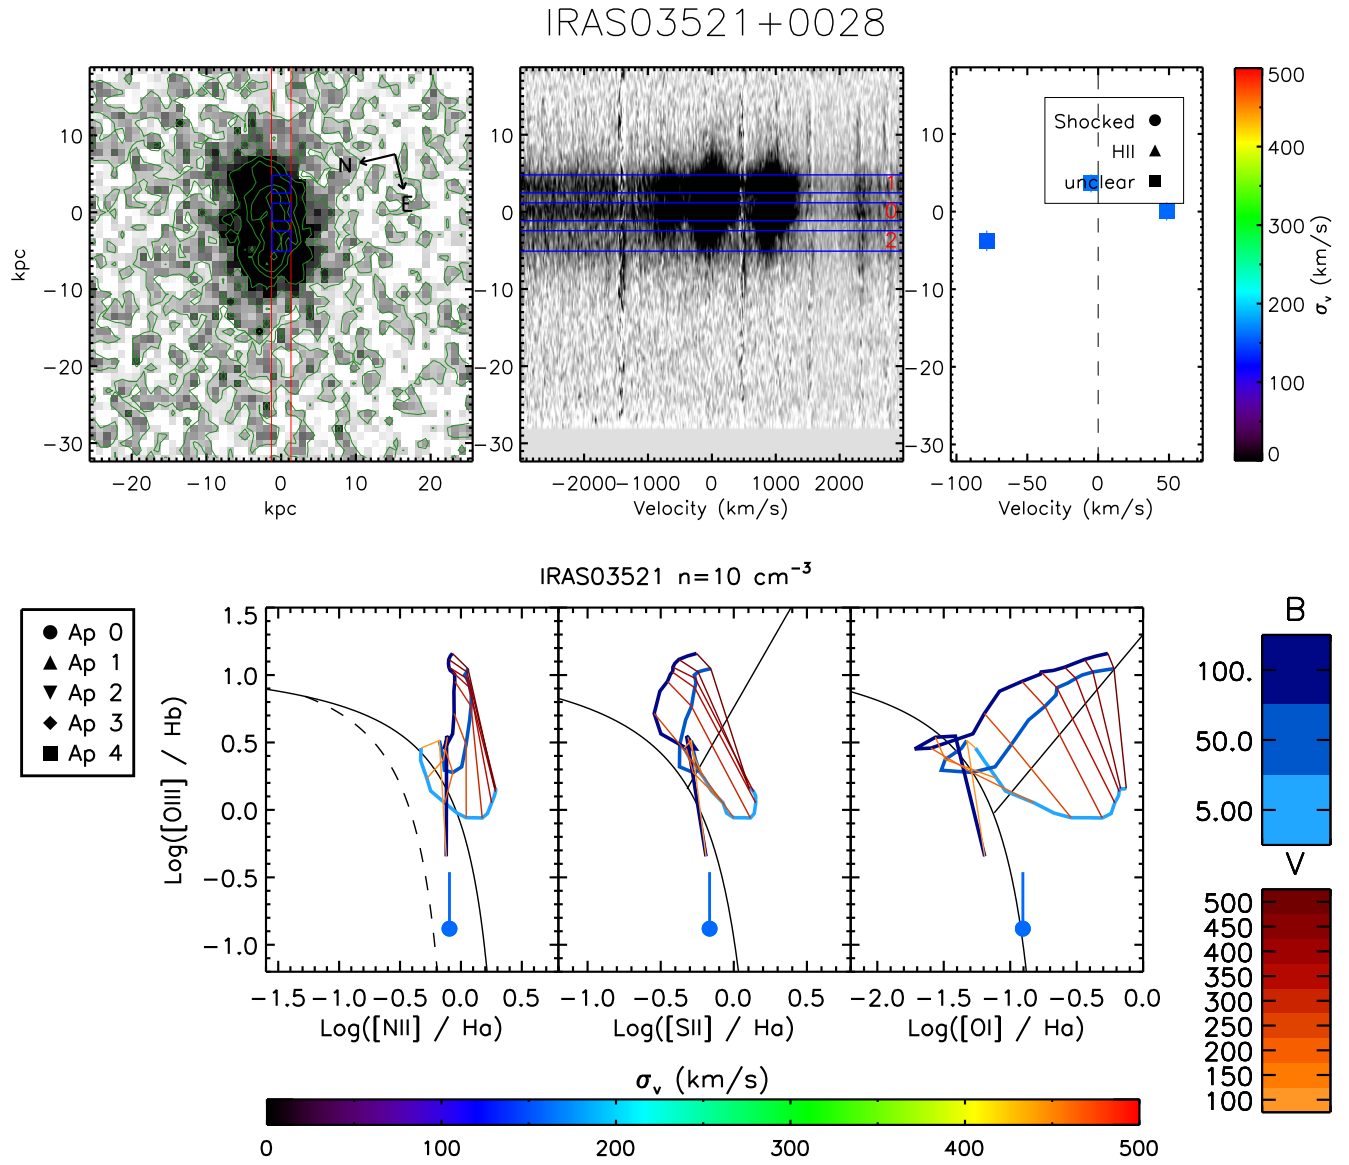 IRAS03521+0028
10
0
−10
−20
−30
kpc
−20 −10 0 10 20
kpc
N
E
10
0
−10
−20
−30
1
0
2
−2000 −1000 0 1000 2000
Velocity (km/s)
10
0
−10
−20
−30
Shocked
HII
unclear
−100 −50 0 50
Velocity (km/s)
500
400
300
200
100
0
σv (km/s)
IRAS03521 n=10 cm−3
Ap 0
Ap 1
Ap 2
Ap 3
Ap 4
1.5
1.0
0.5
0.0
−0.5
−1.0
Log([OIII] / Hb)
−1.5 −1.0 −0.5 0.0 0.5
Log([NII] / Ha)
−1.0 −0.5 0.0 0.5
Log([SII] / Ha)
−2.0 −1.5 −1.0 −0.5 0.0
Log([OI] / Ha)
B
100.
50.0
5.00
V
500
450
400
350
300
250
200
150
100
σv (km/s)
0 100 200 300 400 500